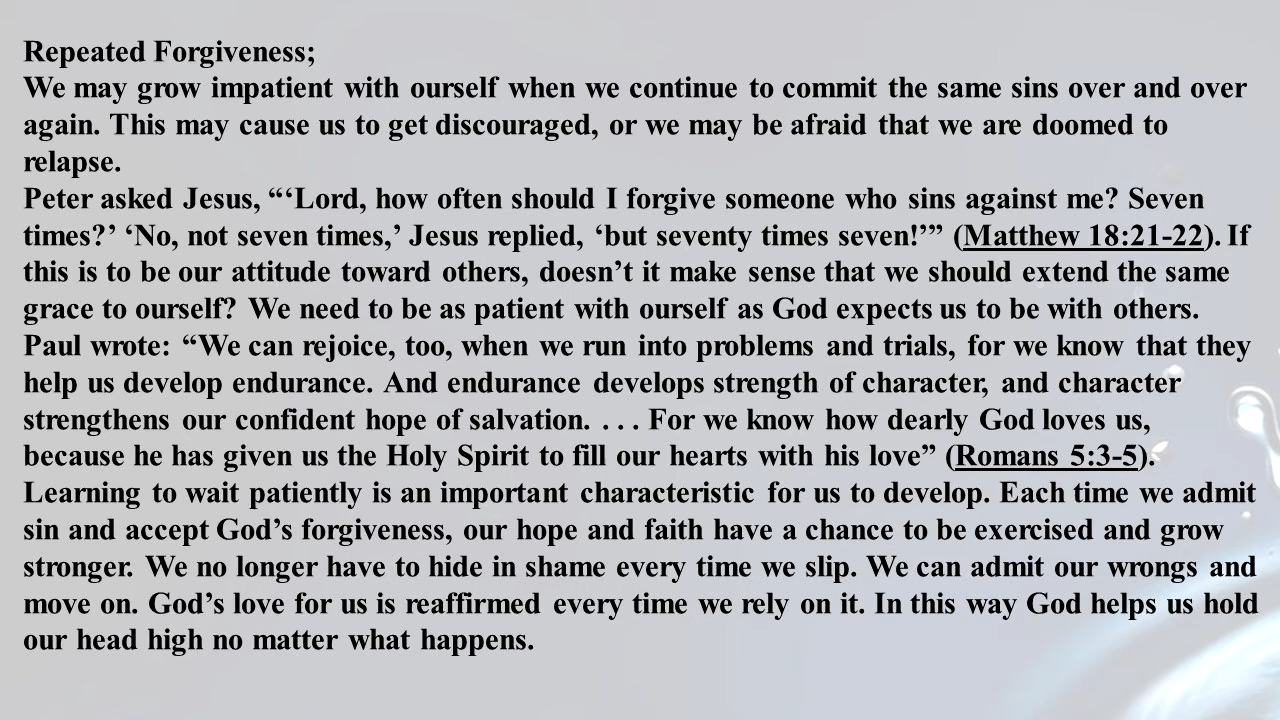 Repeated Forgiveness;
We may grow impatient with ourself when we continue to commit the same sins over and over
again. This may cause us to get discouraged, or we may be afraid that we are doomed to
relapse.
Peter asked Jesus, “‘Lord, how often should I forgive someone who sins against me? Seven
times?’ ‘No, not seven times,’ Jesus replied, ‘but seventy times seven!’” (Matthew 18:21-22). If
this is to be our attitude toward others, doesn’t it make sense that we should extend the same
grace to ourself? We need to be as patient with ourself as God expects us to be with others.
Paul wrote: “We can rejoice, too, when we run into problems and trials, for we know that they
help us develop endurance. And endurance develops strength of character, and character
strengthens our confident hope of salvation. . . . For we know how dearly God loves us,
because he has given us the Holy Spirit to fill our hearts with his love” (Romans 5:3-5).
Learning to wait patiently is an important characteristic for us to develop. Each time we admit
sin and accept God’s forgiveness, our hope and faith have a chance to be exercised and grow
stronger. We no longer have to hide in shame every time we slip. We can admit our wrongs and
move on. God’s love for us is reaffirmed every time we rely on it. In this way God helps us hold
our head high no matter what happens.